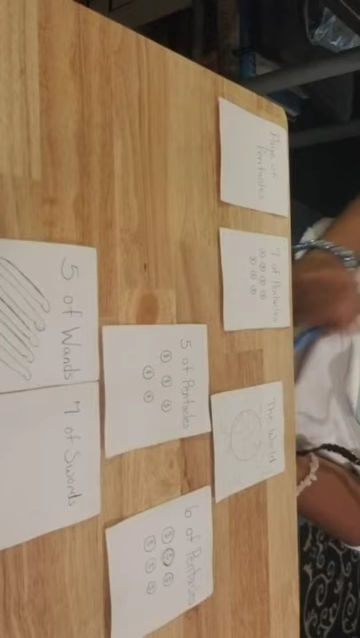 Page of
Pentacles
7 of Pentacles
The World
5 of Pentacles
6 of Pentacles
5 of Wands
7 of Swords